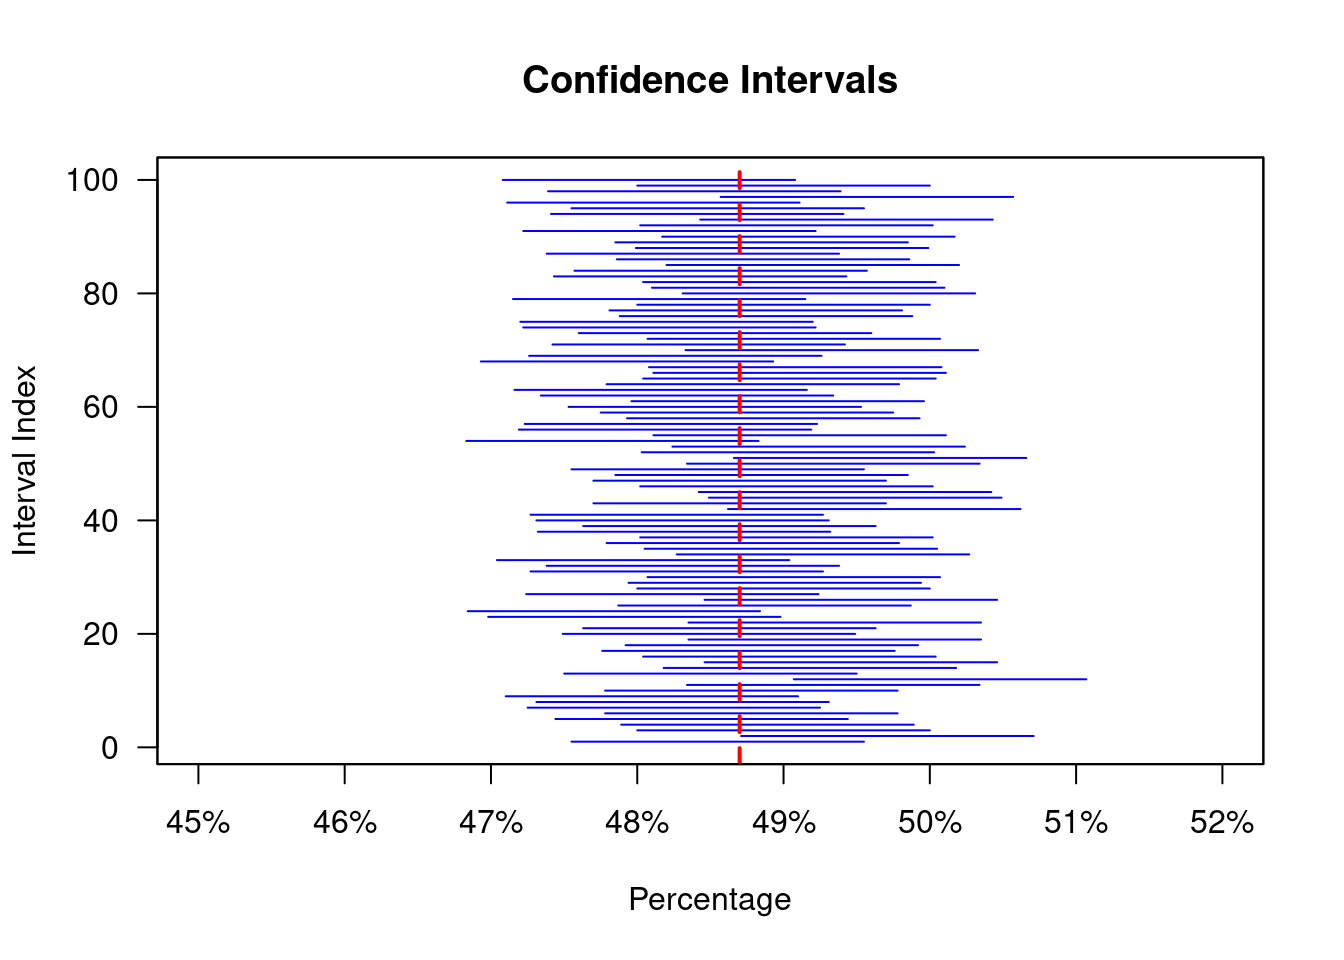 Confidence Intervals
100
80
60
40
20
0
Interval Index
45% 46% 47% 48% 49% 50% 51% 52%
Percentage